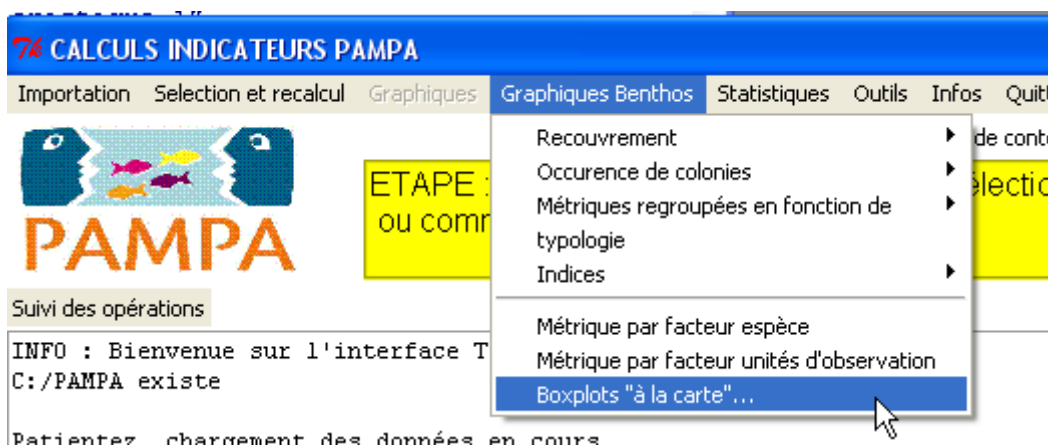 CALCULS INDICATEURS PAMPA
Importation Selection et recalcul Graphiques Graphiques Benthos Statistiques Outils Infos
Recouvrement
Occurence de colonies
Métriques regroupées en fonction de
typologie
Indices
Métrique par facteur espèce
Métrique par facteur unités d'observation
Boxplots "à la carte"...
de
ETAPE :
ou
PAMPA
Suivi des opérations
INFO : Bienvenue sur l'interface T
C:/PAMPA existe
Patientez, chargement des données en cours